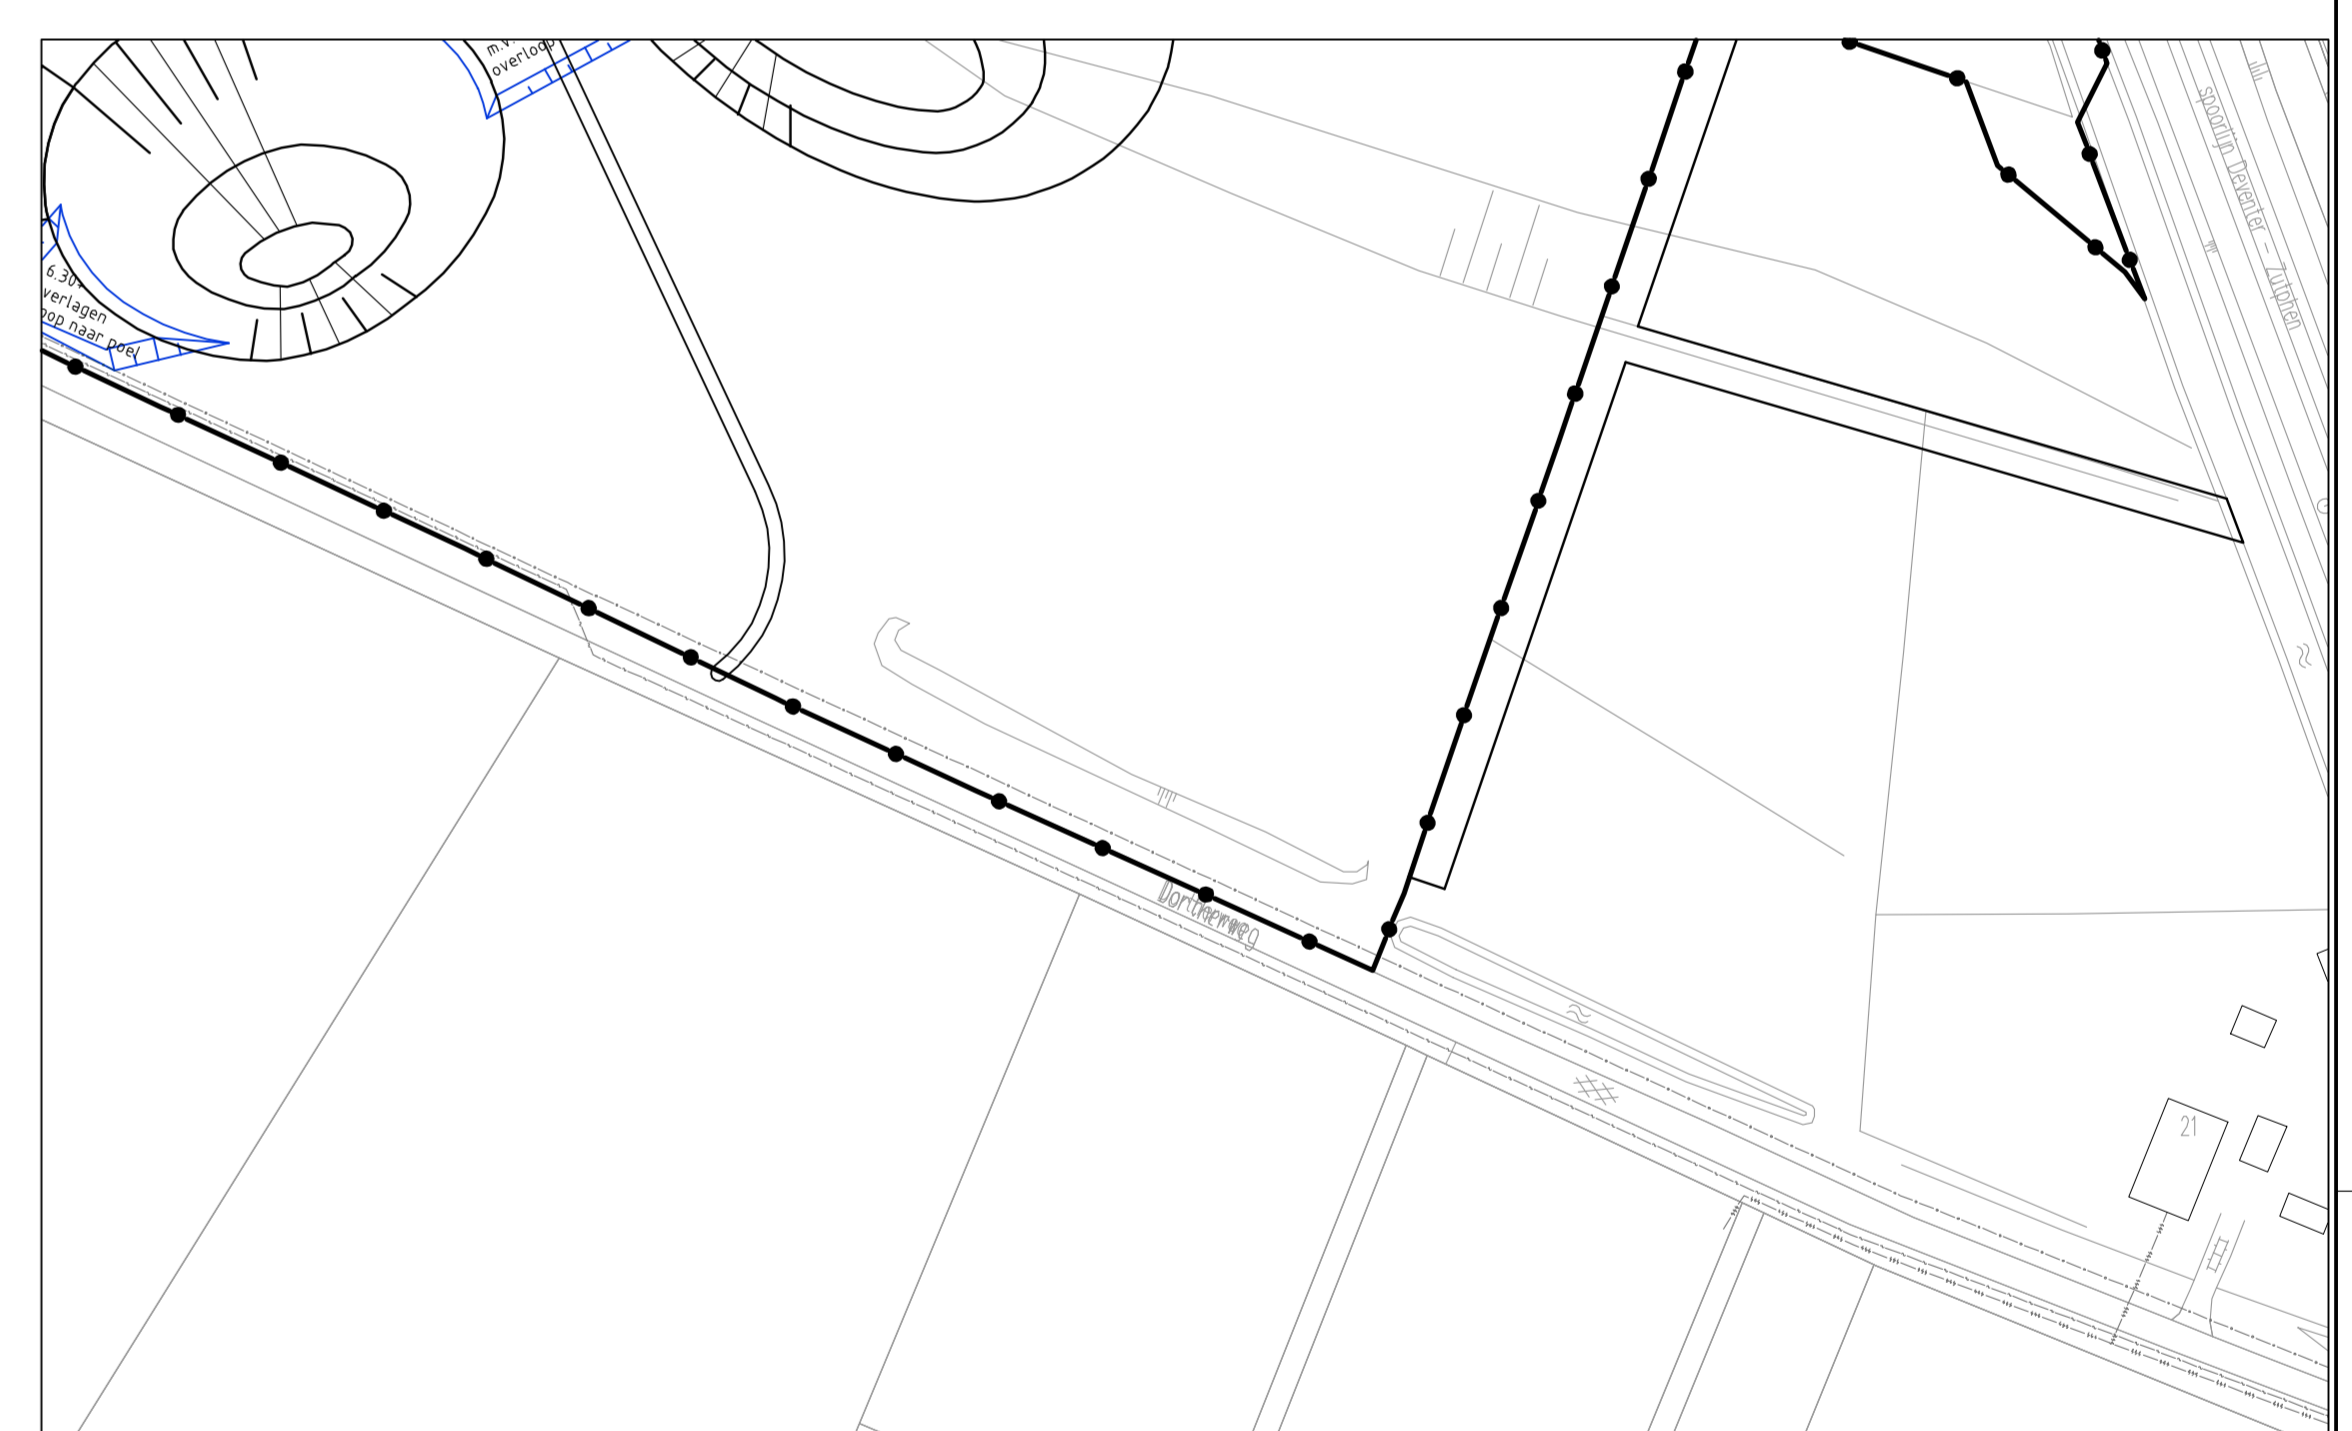 m.v.
overloop
spoorlijn Deventer - Zutphen
6.30+
verlagen
oop naar poel
Dortherweg
21